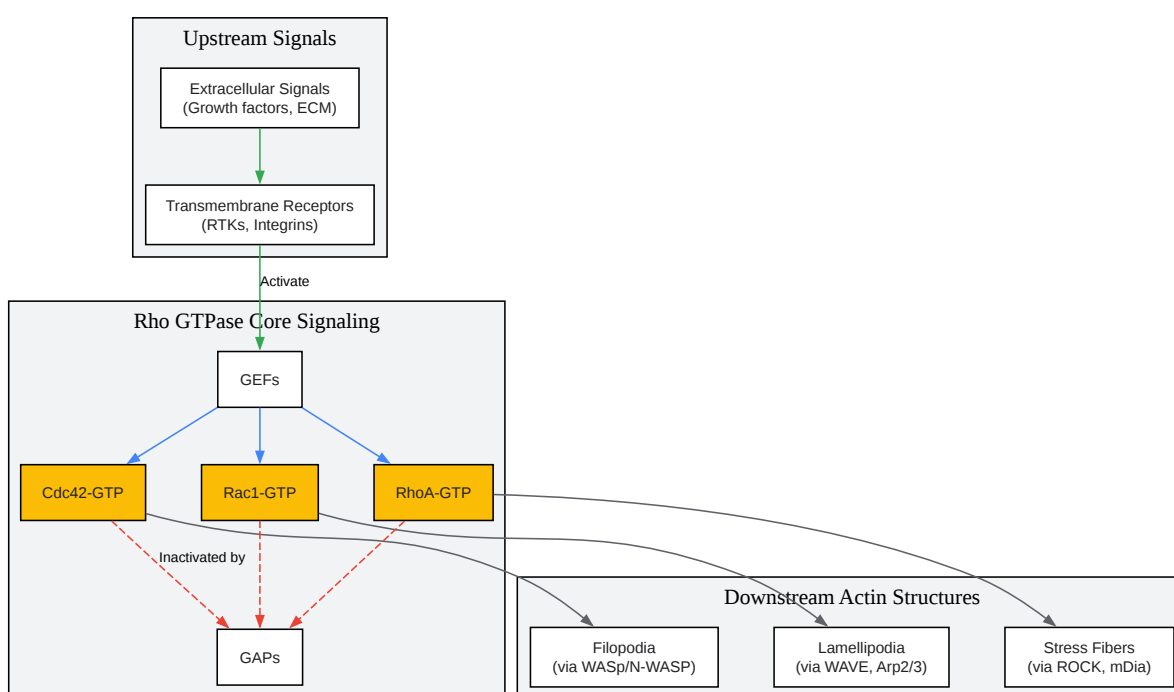 Upstream Signals
Extracellular Signals
(Growth factors, ECM)
Transmembrane Receptors
(RTKs, Integrins)
Activate
Rho GTPase Core Signaling
GEFs
Cdc42-GTP
Rac1-GTP
RhoA-GTP
Inactivated by
GAPs
Downstream Actin Structures
Filopodia
(via WASp/N-WASP)
Lamellipodia
(via WAVE, Arp2/3)
Stress Fibers
(via ROCK, mDia)